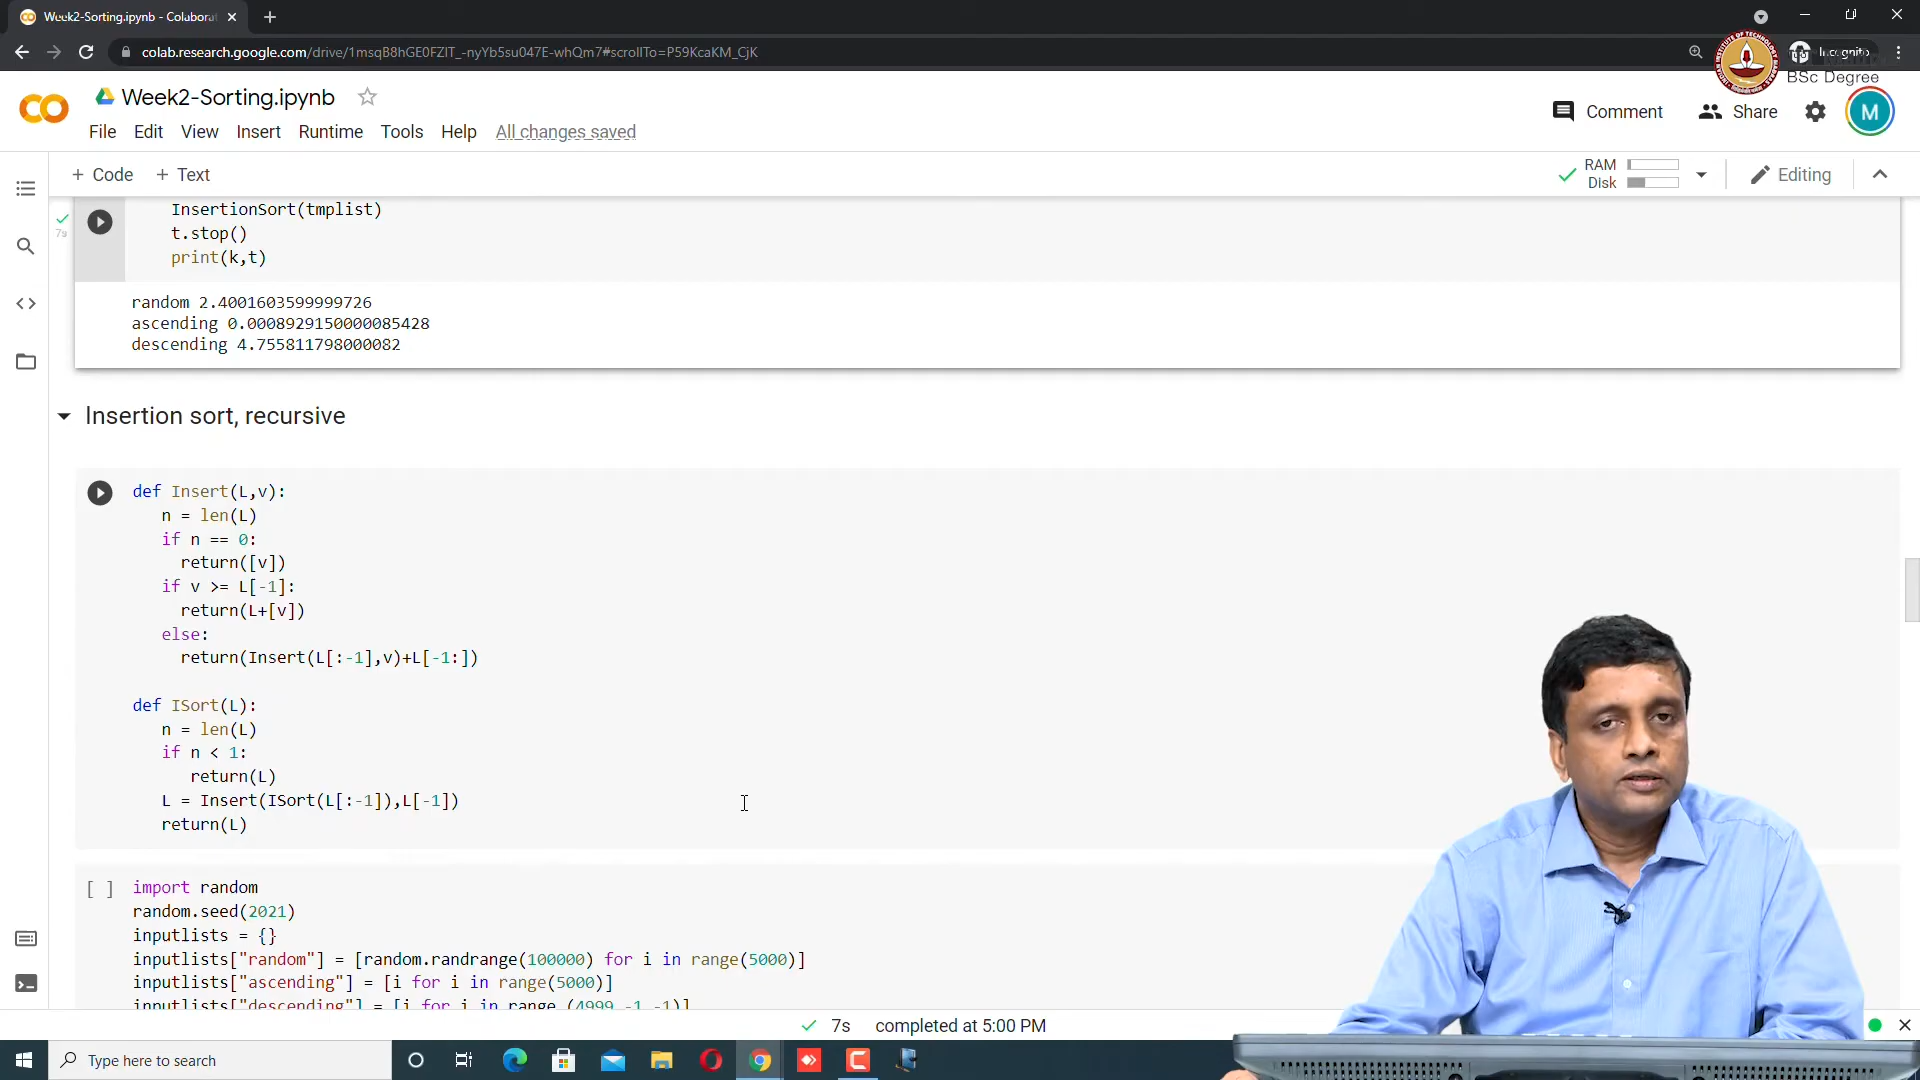 Week2-Sorting.ipynb - Colaborat
colab.research.google.com/drive/1msqB8hGE0FZIT_-nyYb5su047E-whQm7#scrollTo=P59KcaKM_CjK
Incognito
BSc Degree
Week2-Sorting.ipynb
File Edit View Insert Runtime Tools Help All changes saved
Comment Share M
+ Code + Text
RAM
Disk
Editing
InsertionSort(tmplist)
7s
t.stop()
print(k,t)
random 2.4001603599999726
ascending 0.0008929150000085428
descending 4.755811798000082
Insertion sort, recursive
def Insert(L,v):
n = len(L)
if n == 0:
return([v])
if v >= L[-1]:
return(L+[v])
else:
return(Insert(L[:-1],v)+L[-1:])
def ISort(L):
n = len(L)
if n < 1:
return(L)
L = Insert(ISort(L[:-1]),L[-1])
return(L)
[ ] import random
random.seed(2021)
inputlists = {}
inputlists["random"] = [random.randrange(100000) for i in range(5000)]
inputlists["ascending"] = [i for i in range(5000)]
inputlists["descending"] = [i for i in range (4999,-1,-1)]
7s completed at 5:00 PM
Type here to search